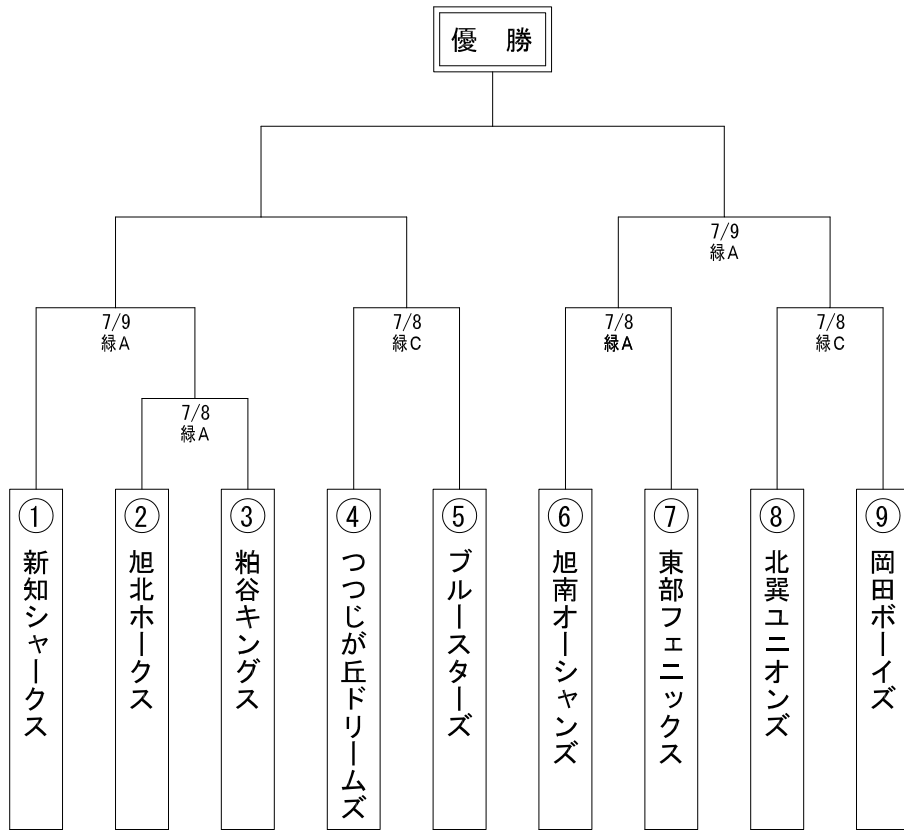 優　勝
7/9
緑A
7/9
緑A
7/8
緑C
7/8
緑A
7/8
緑C
7/8
緑A
① 新知シャークス
② 旭北ホークス
③ 粕谷キングス
④ つつじが丘ドリームズ
⑤ ブルースターズ
⑥ 旭南オーシャンズ
⑦ 東部フェニックス
⑧ 北巽ユニオンズ
⑨ 岡田ボーイズ